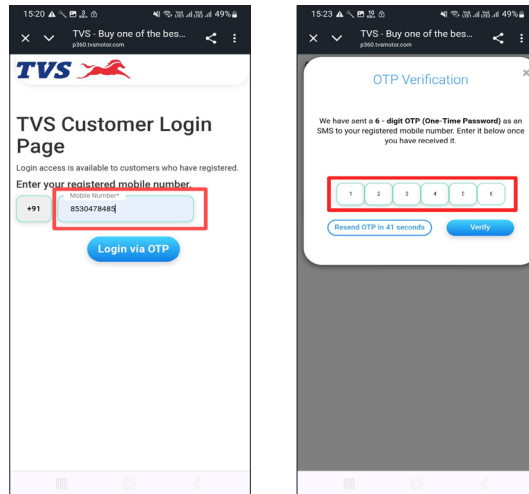 15:20
49%
TVS - Buy one of the bes...
p360.tvsmotor.com
TVS
TVS Customer Login
Page
Login access is available to customers who have registered.
Enter your registered mobile number.
Mobile Number*
+91
8530478485
Login via OTP
15:23
49%
TVS - Buy one of the bes...
p360.tvsmotor.com
OTP Verification
We have sent a 6 - digit OTP (One-Time Password) as an
SMS to your registered mobile number. Enter it below once
you have received it.
1 2 3 4 5 6
Resend OTP in 41 seconds
Verify